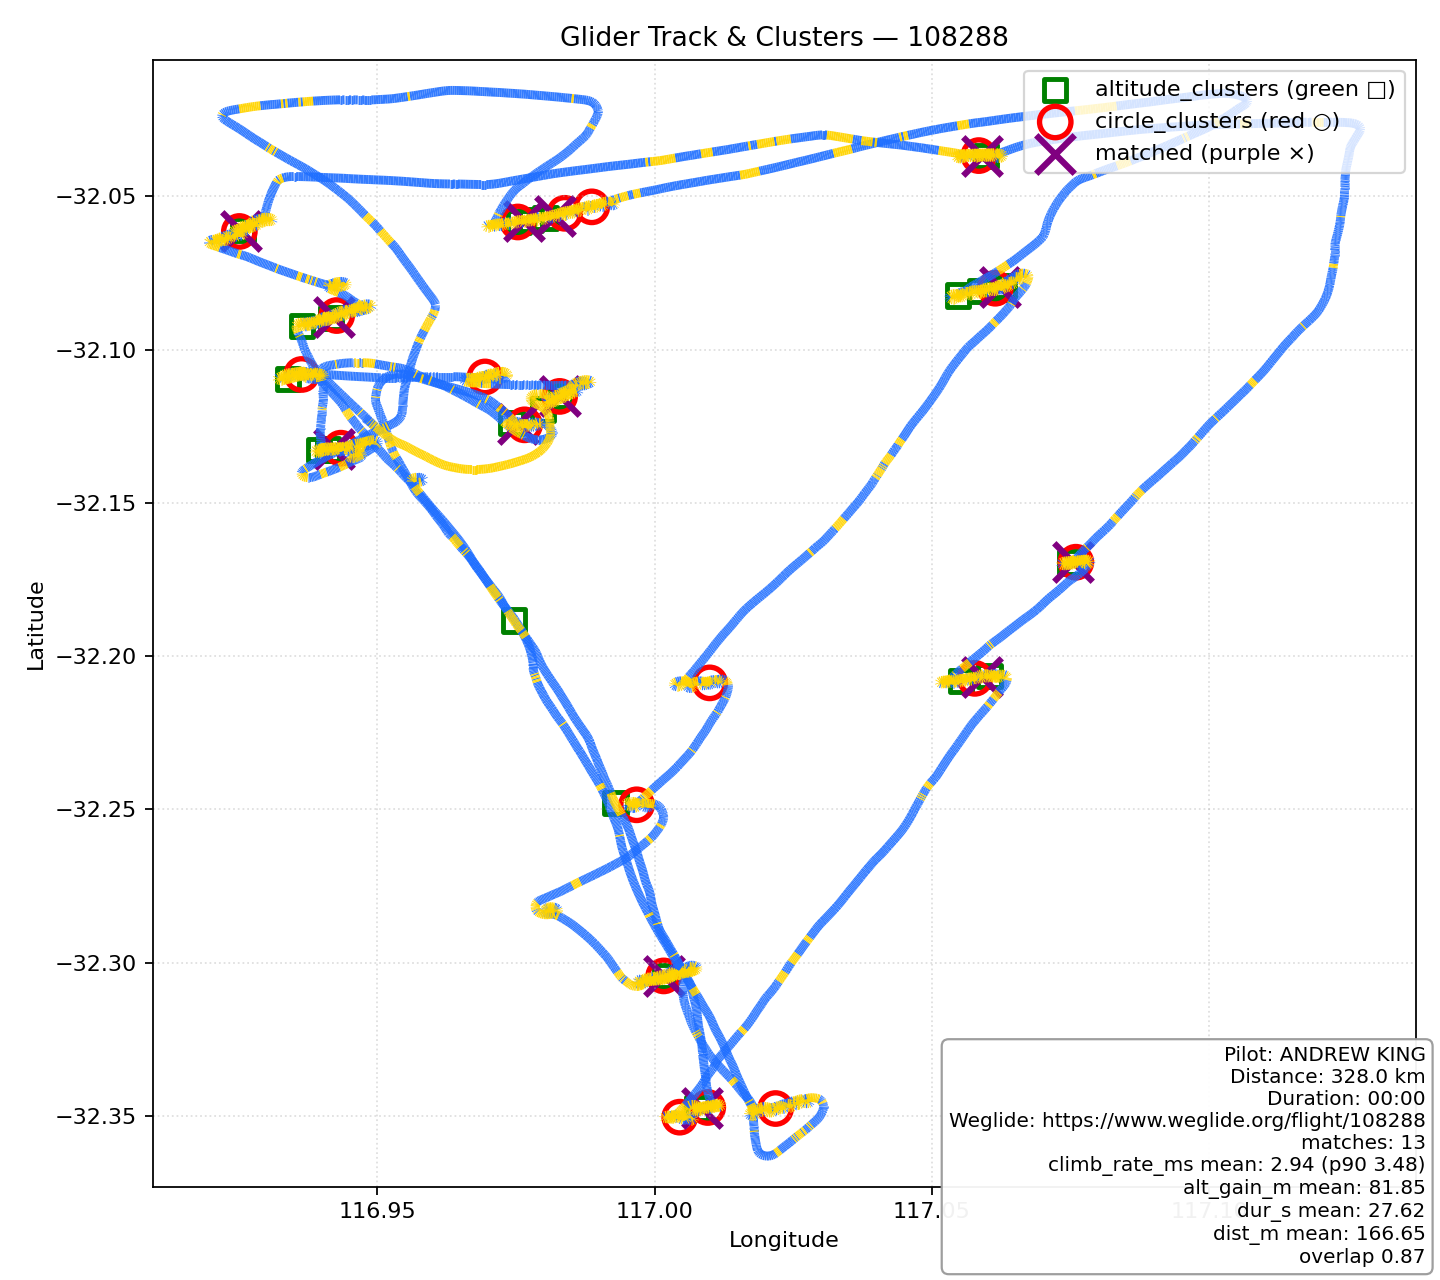 Glider Track & Clusters — 108288
altitude_clusters (green □)
circle_clusters (red ○)
matched (purple ×)
−32.05
−32.10
−32.15
−32.20
−32.25
−32.30
−32.35
Latitude
116.95
117.00
117.05
117.10
Longitude
Pilot: ANDREW KING
Distance: 328.0 km
Duration: 00:00
Weglide: https://www.weglide.org/flight/108288
matches: 13
climb_rate_ms mean: 2.94 (p90 3.48)
alt_gain_m mean: 81.85
dur_s mean: 27.62
dist_m mean: 166.65
overlap 0.87